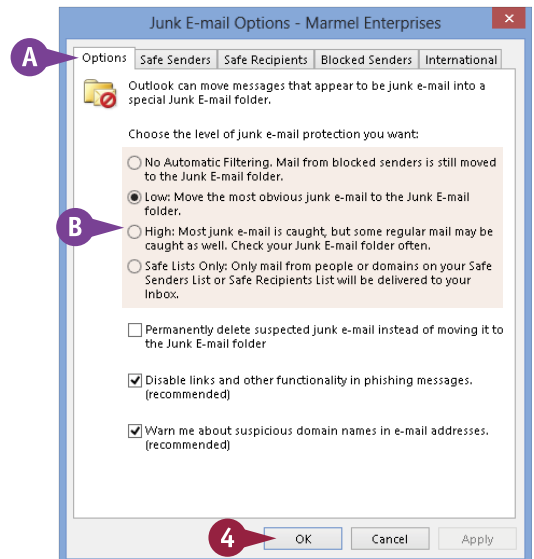 Junk E-mail Options - Marmel Enterprises
A
Options Safe Senders Safe Recipients Blocked Senders International
Outlook can move messages that appear to be junk e-mail into a
special Junk E-mail folder.
Choose the level of junk e-mail protection you want:
No Automatic Filtering. Mail from blocked senders is still moved
to the Junk E-mail folder.
Low: Move the most obvious junk e-mail to the Junk E-mail
folder.
B
High: Most junk e-mail is caught, but some regular mail may be
caught as well. Check your Junk E-mail folder often.
Safe Lists Only: Only mail from people or domains on your Safe
Senders List or Safe Recipients List will be delivered to your
Inbox.
Permanently delete suspected junk e-mail instead of moving it to
the Junk E-mail folder
Disable links and other functionality in phishing messages.
(recommended)
Warn me about suspicious domain names in e-mail addresses.
(recommended)
4
OK Cancel Apply